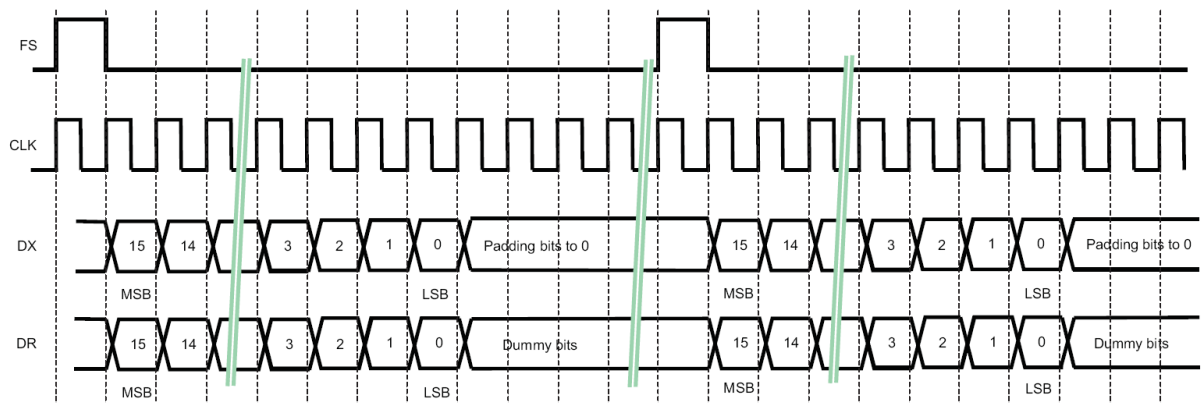 FS
CLK
DX 15 14 3 2 1 0 Padding bits to 0 15 14 3 2 1 0 Padding bits to 0
MSB LSB MSB LSB
DR 15 14 3 2 1 0 Dummy bits 15 14 3 2 1 0 Dummy bits
MSB LSB MSB LSB